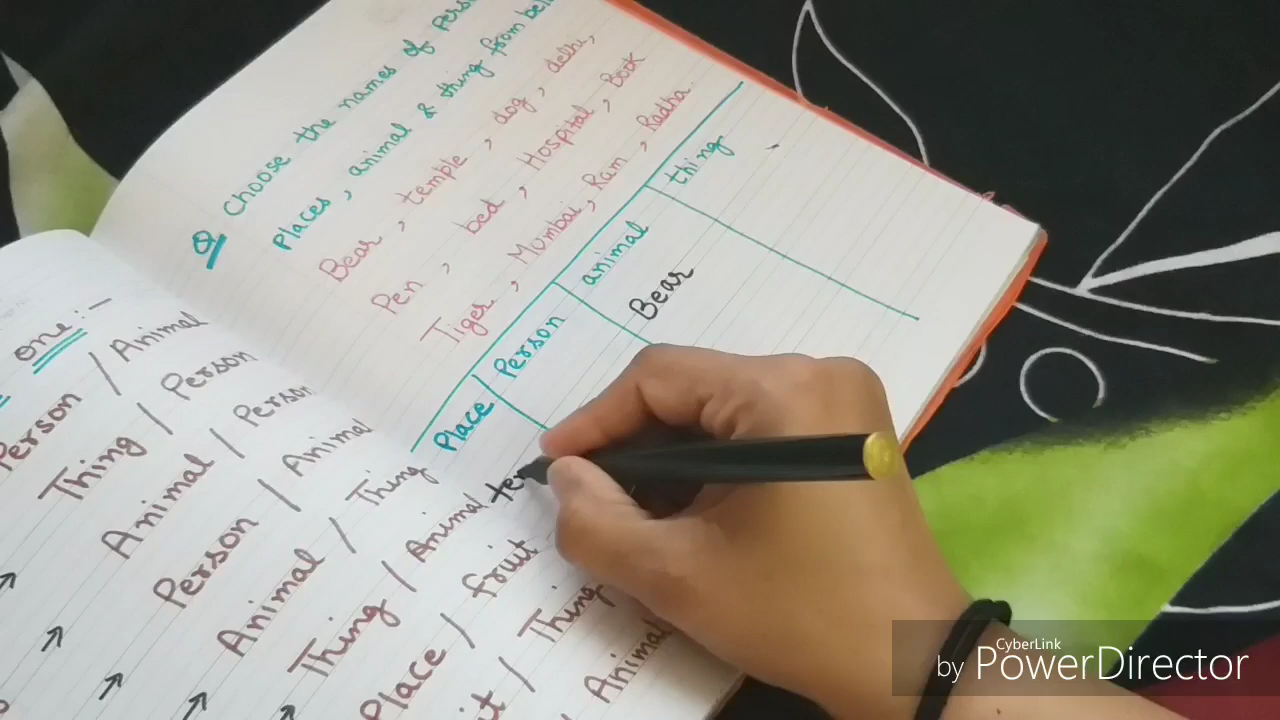 Q Choose the names of
Places, animal & thing from
Bear, temple, dog, delhi,
Pen, bed, Hospital, Book
Tiger, Mumbai, Ram, Radha.
Place/Person animal thing
Bear
te
one:-
Person / Animal
Thing / Person
Animal / Person
Person / Animal
Animal / Thing
Thing / Animal
Place / fruit
/ Thing
Animal
CyberLink
by PowerDirector